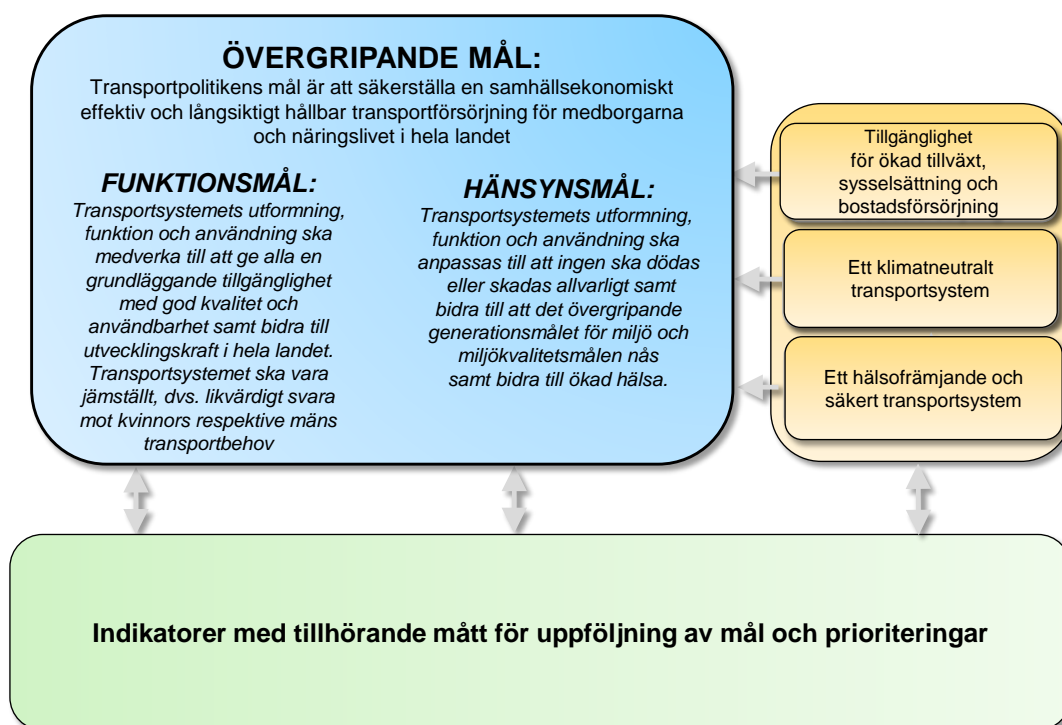 ÖVERGRIPANDE MÅL:
Transportpolitikens mål är att säkerställa en samhällsekonomiskt
effektiv och långsiktigt hållbar transportförsörjning för medborgarna
och näringslivet i hela landet
FUNKTIONSMÅL:
Transportsystemets utformning,
funktion och användning ska
medverka till att ge alla en
grundläggande tillgänglighet
med god kvalitet och
användbarhet samt bidra till
utvecklingskraft i hela landet.
Transportsystemet ska vara
jämställt, dvs. likvärdigt svara
mot kvinnors respektive mäns
transportbehov
HÄNSYNSMÅL:
Transportsystemets utformning,
funktion och användning ska
anpassas till att ingen ska dödas
eller skadas allvarligt samt
bidra till att det övergripande
generationsmålet för miljö och
miljökvalitetsmålen nås
samt bidra till ökad hälsa.
Tillgänglighet
för ökad tillväxt,
sysselsättning och
bostadsförsörjning
Ett klimatneutralt
transportsystem
Ett hälsofrämjande och
säkert transportsystem
Indikatorer med tillhörande mått för uppföljning av mål och prioriteringar